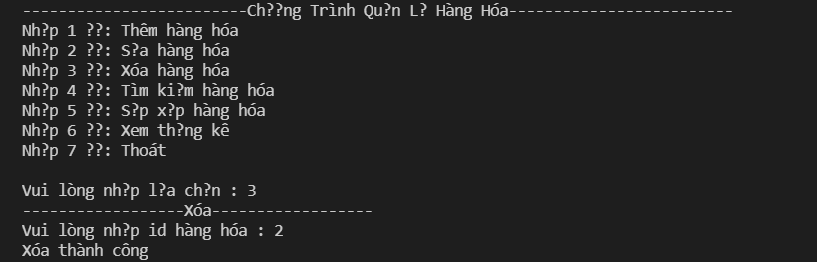 -------------------------Ch??ng Trình Qu?n L? Hàng Hóa-------------------------
Nh?p 1 ??: Thêm hàng hóa
Nh?p 2 ??: S?a hàng hóa
Nh?p 3 ??: Xóa hàng hóa
Nh?p 4 ??: Tìm ki?m hàng hóa
Nh?p 5 ??: S?p x?p hàng hóa
Nh?p 6 ??: Xem th?ng kê
Nh?p 7 ??: Thoát
Vui lòng nh?p l?a ch?n : 3
------------------Xóa------------------
Vui lòng nh?p id hàng hóa : 2
Xóa thành công